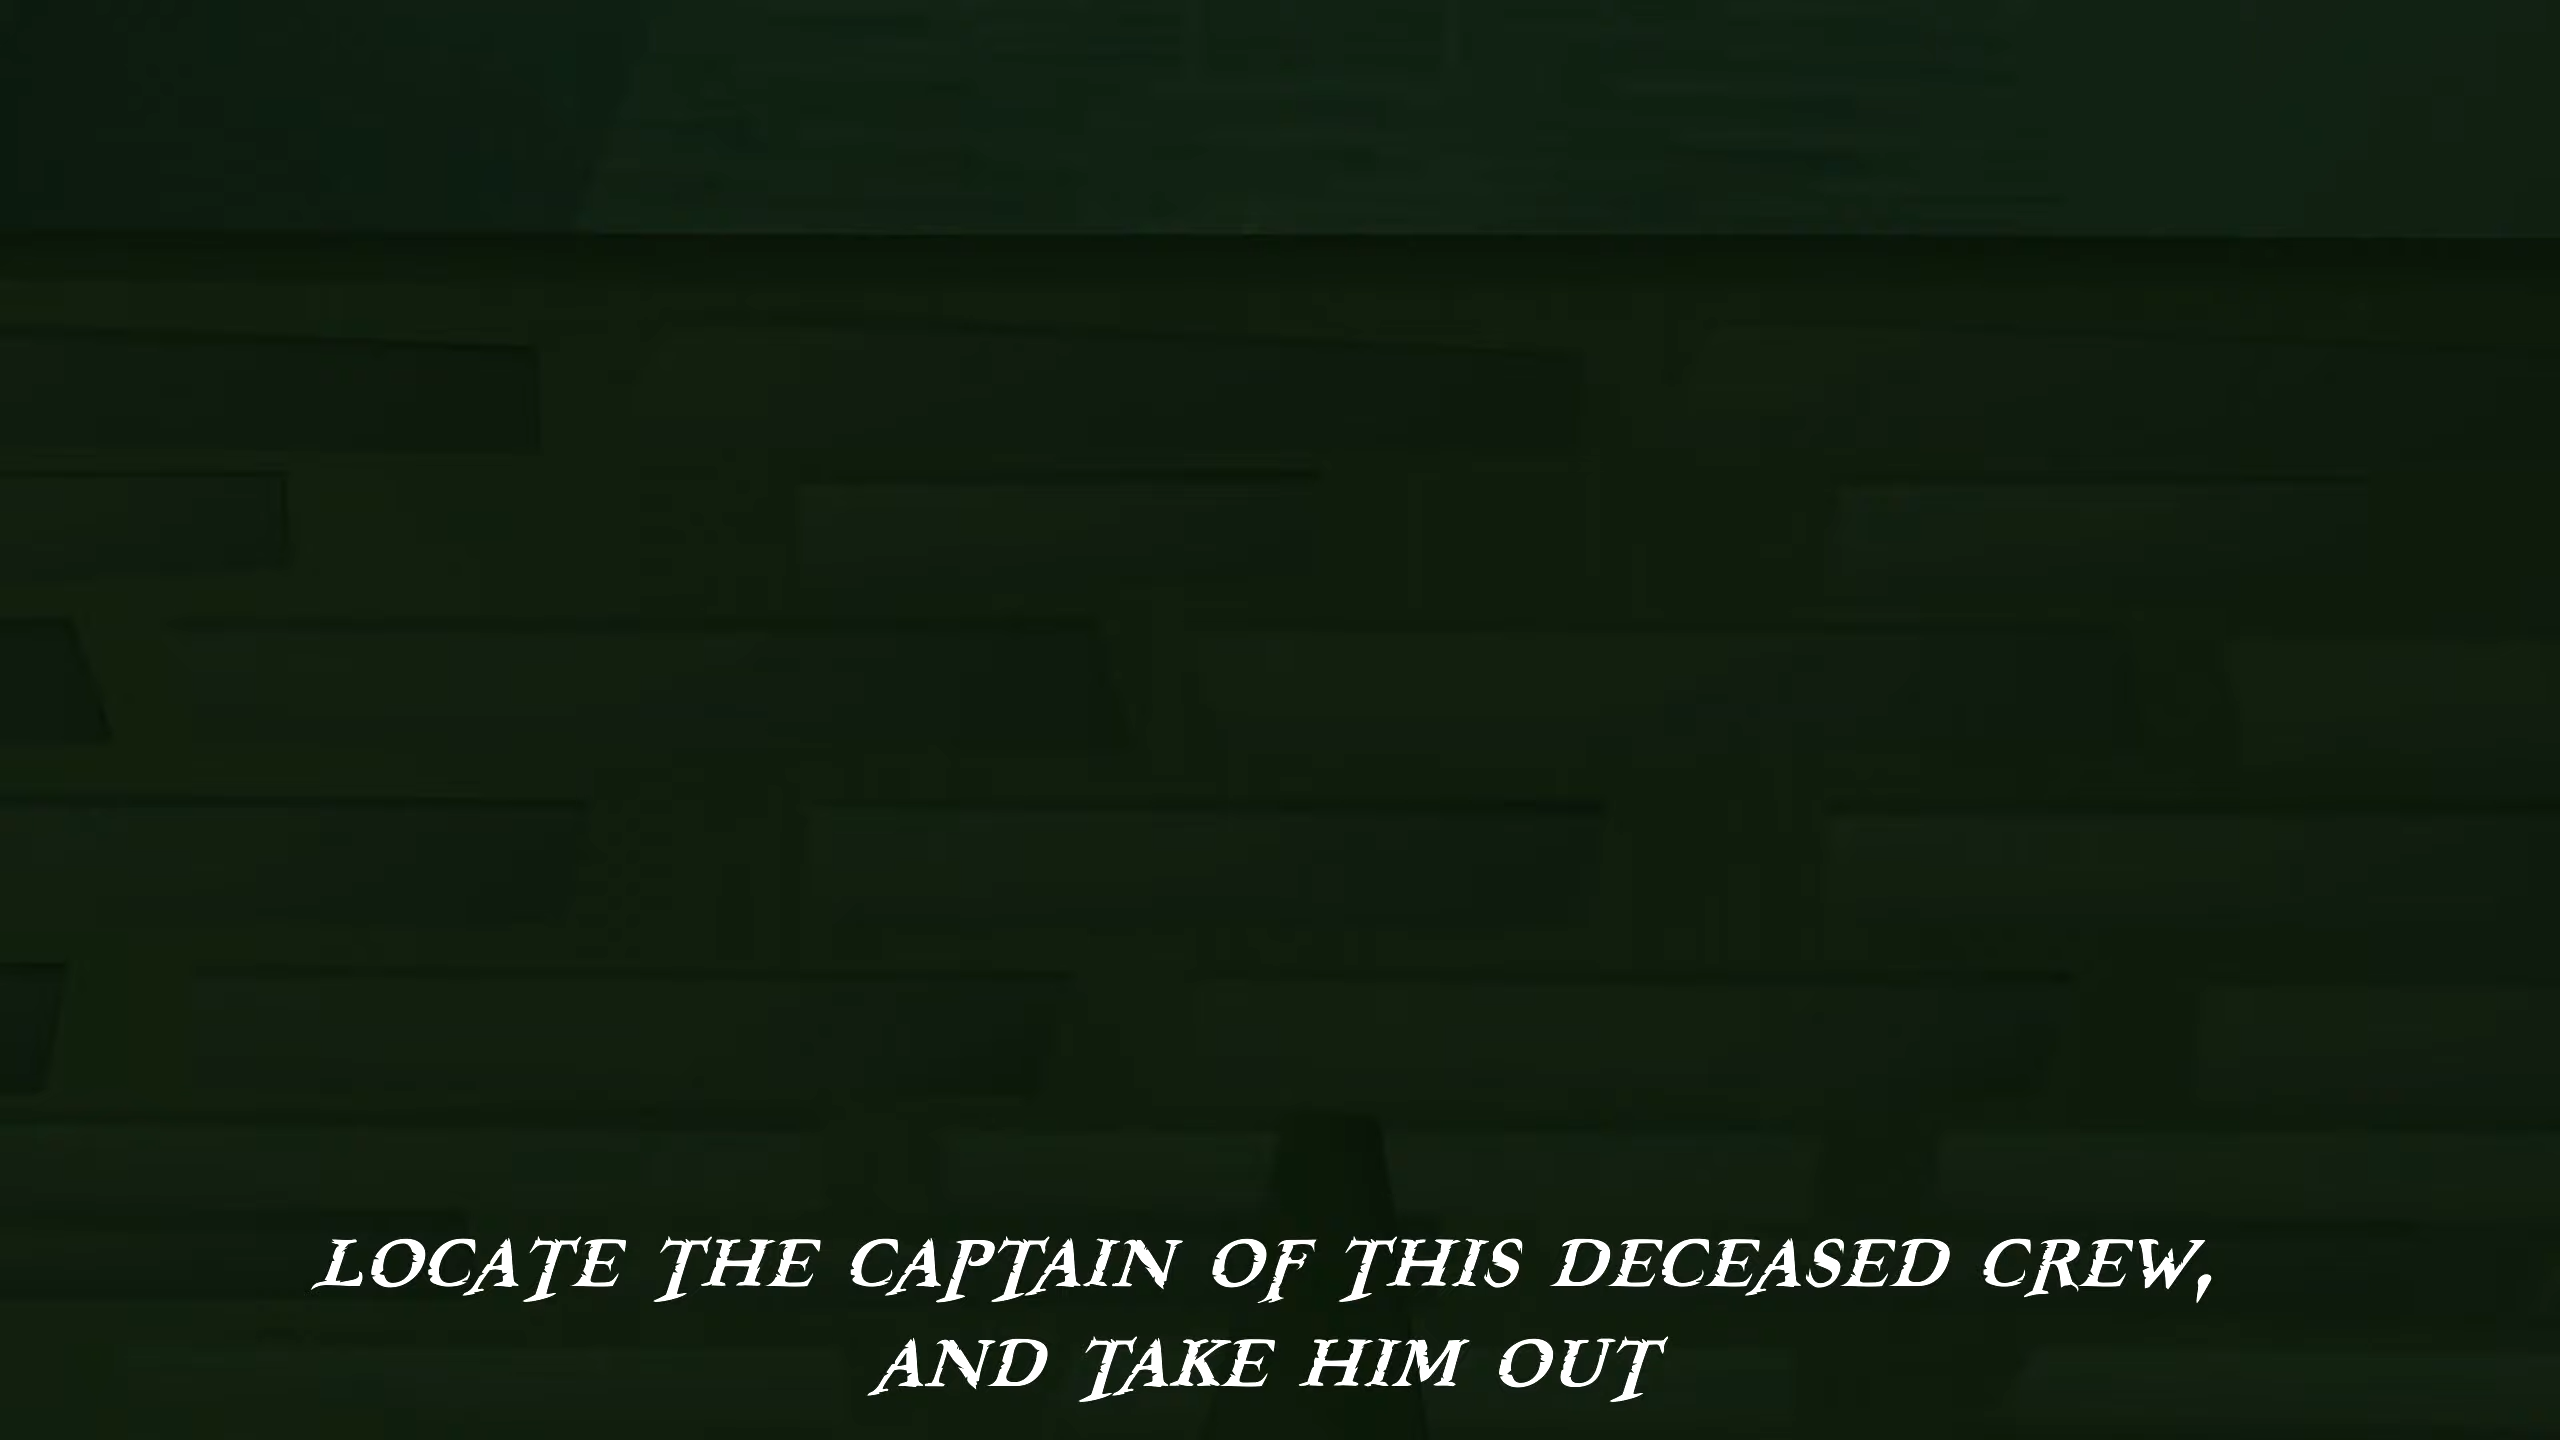 LOCATE THE CAPTAIN OF THIS DECEASED CREW,
AND TAKE HIM OUT